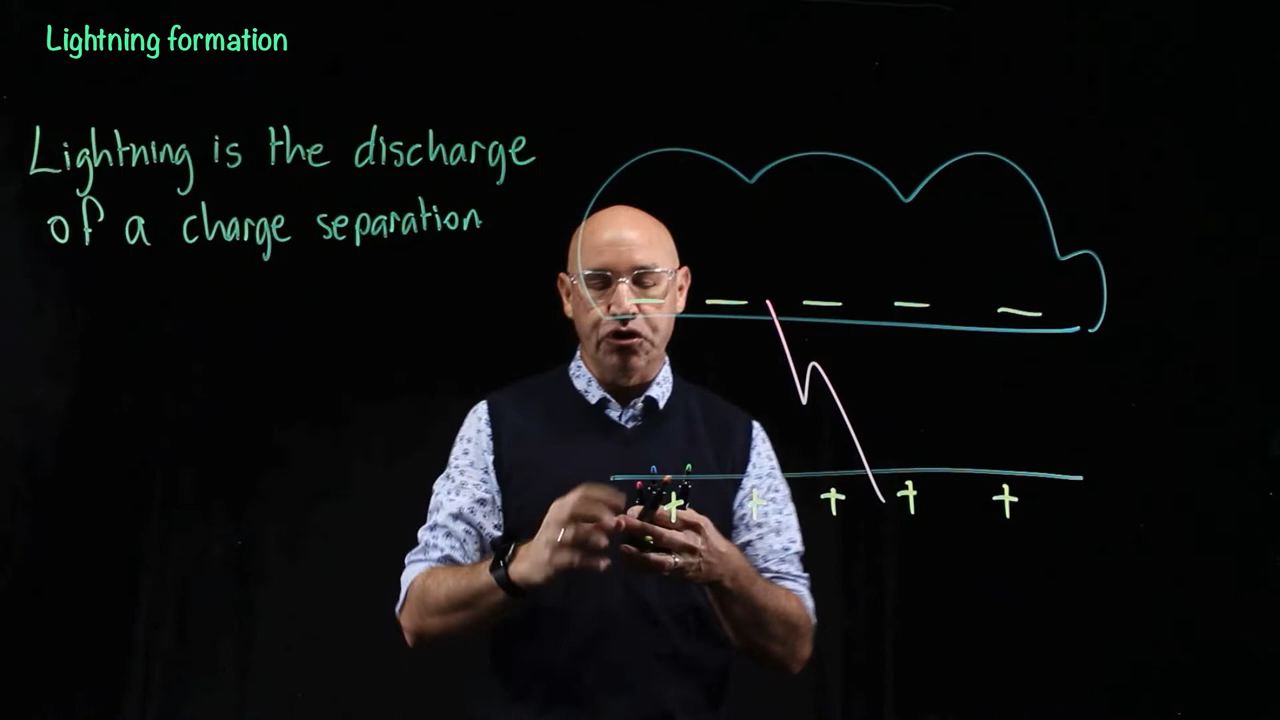 Lightning formation
Lightning is the discharge
of a charge separation
— — — — —
+ + + + +